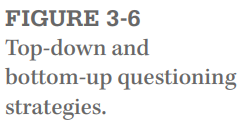 FIGURE 3-6
Top-down and
bottom-up questioning
strategies.